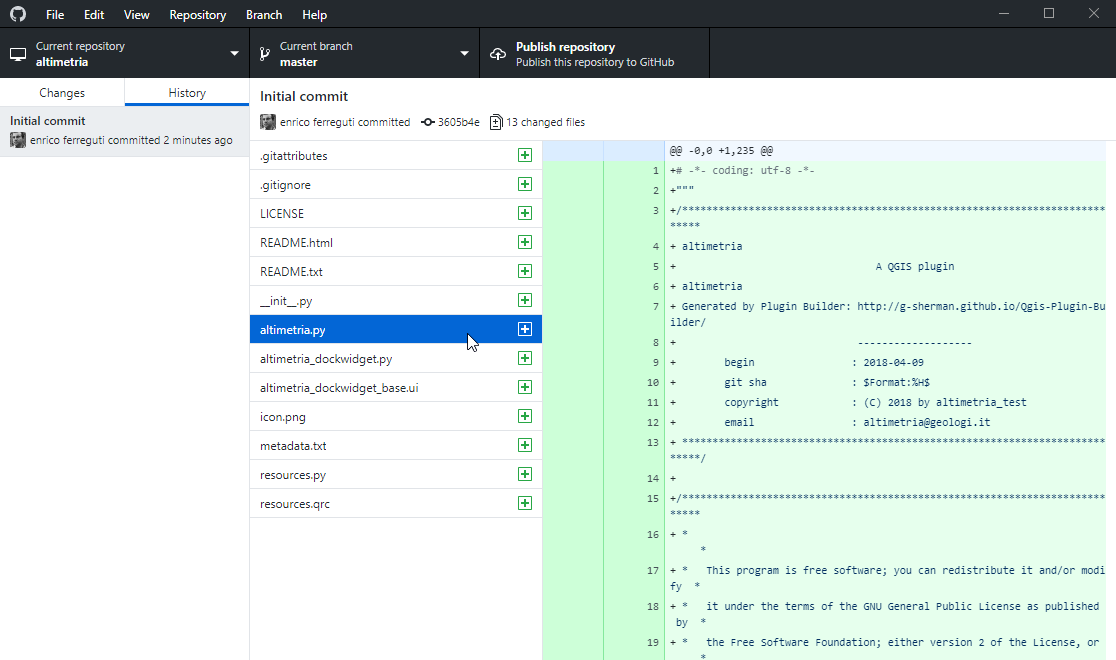 File Edit View Repository Branch Help
Current repository
altimetria
Current branch
master
Publish repository
Publish this repository to GitHub
Changes History
Initial commit
enrico ferreguti committed 2 minutes ago
Initial commit
enrico ferreguti committed 3605b4e 13 changed files
.gitattributes
.gitignore
LICENSE
README.html
README.txt
__init__.py
altimetria.py
altimetria_dockwidget.py
altimetria_dockwidget_base.ui
icon.png
metadata.txt
resources.py
resources.qrc
@@ -0,0 +1,235 @@
1 +# -*- coding: utf-8 -*-
2 +"""
3 +/***************************************************************************
*****
4 + altimetria
5 + A QGIS plugin
6 + altimetria
7 + Generated by Plugin Builder: http://g-sherman.github.io/Qgis-Plugin-Bu
ilder/
8 + -------------------
9 + begin : 2018-04-09
10 + git sha : $Format:%H$
11 + copyright : (C) 2018 by altimetria_test
12 + email : altimetria@geologi.it
13 + ***************************************************************************
*****/
14 +
15 +/***************************************************************************
*****
16 + *
*
17 + * This program is free software; you can redistribute it and/or modi
fy *
18 + * it under the terms of the GNU General Public License as published
by *
19 + * the Free Software Foundation; either version 2 of the License, or
*